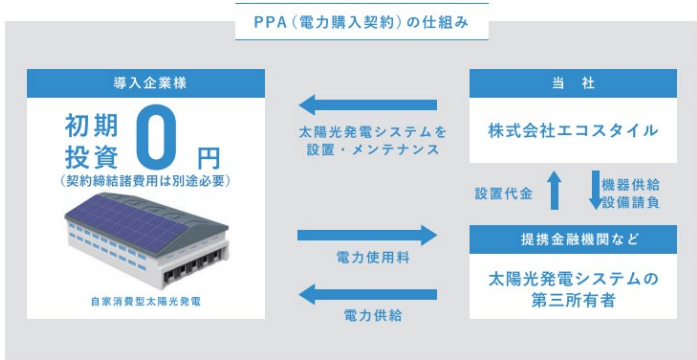 PPA（電力購入契約）の仕組み
導入企業様
初期
投資
0
円
（契約締結諸費用は別途必要）
自家消費型太陽光発電
太陽光発電システムを
設置・メンテナンス
当　社
株式会社エコスタイル
設置代金
機器供給
設備請負
電力使用料
電力供給
提携金融機関など
太陽光発電システムの
第三所有者